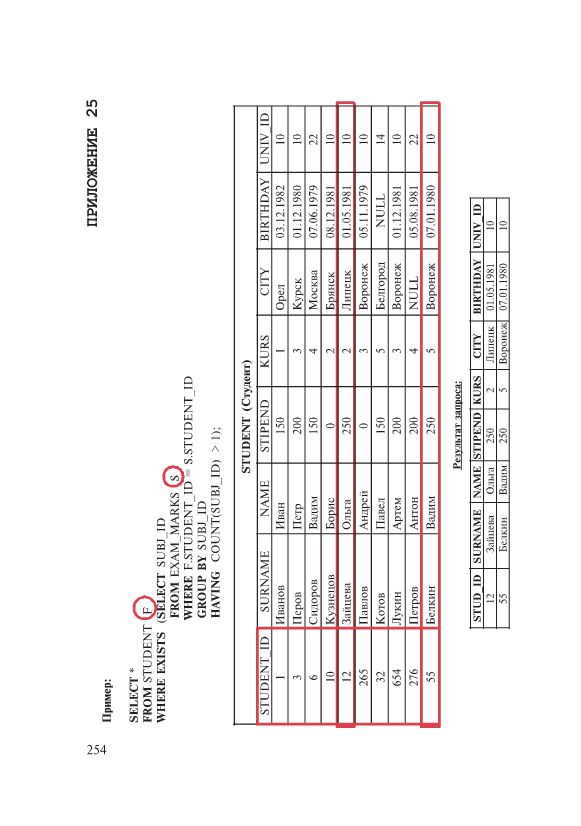 ПРИЛОЖЕНИЕ 25
Пример:
SELECT *
FROM STUDENT F
WHERE EXISTS (SELECT SUBJ_ID
FROM EXAM_MARKS S
WHERE F.STUDENT_ID = S.STUDENT_ID
GROUP BY SUBJ_ID
HAVING COUNT(SUBJ_ID) > 1);
STUDENT (Студент)
STUDENT_ID SURNAME NAME STIPEND KURS CITY BIRTHDAY UNIV_ID
1 Иванов Иван 150 1 Орел 03.12.1982 10
3 Перов Петр 200 3 Курск 01.12.1980 10
6 Сидоров Вадим 150 4 Москва 07.06.1979 22
10 Кузнецов Борис 0 2 Брянск 08.12.1981 10
12 Зайцева Ольга 250 2 Липецк 01.05.1981 10
265 Павлов Андрей 0 3 Воронеж 05.11.1979 10
32 Котов Павел 150 5 Белгород NULL 14
654 Лукин Артем 200 3 Воронеж 01.12.1981 10
276 Петров Антон 200 4 NULL 05.08.1981 22
55 Белкин Вадим 250 5 Воронеж 07.01.1980 10
Результат запроса:
STUD_ID SURNAME NAME STIPEND KURS CITY BIRTHDAY UNIV_ID
12 Зайцева Ольга 250 2 Липецк 01.05.1981 10
55 Белкин Вадим 250 5 Воронеж 07.01.1980 10
254